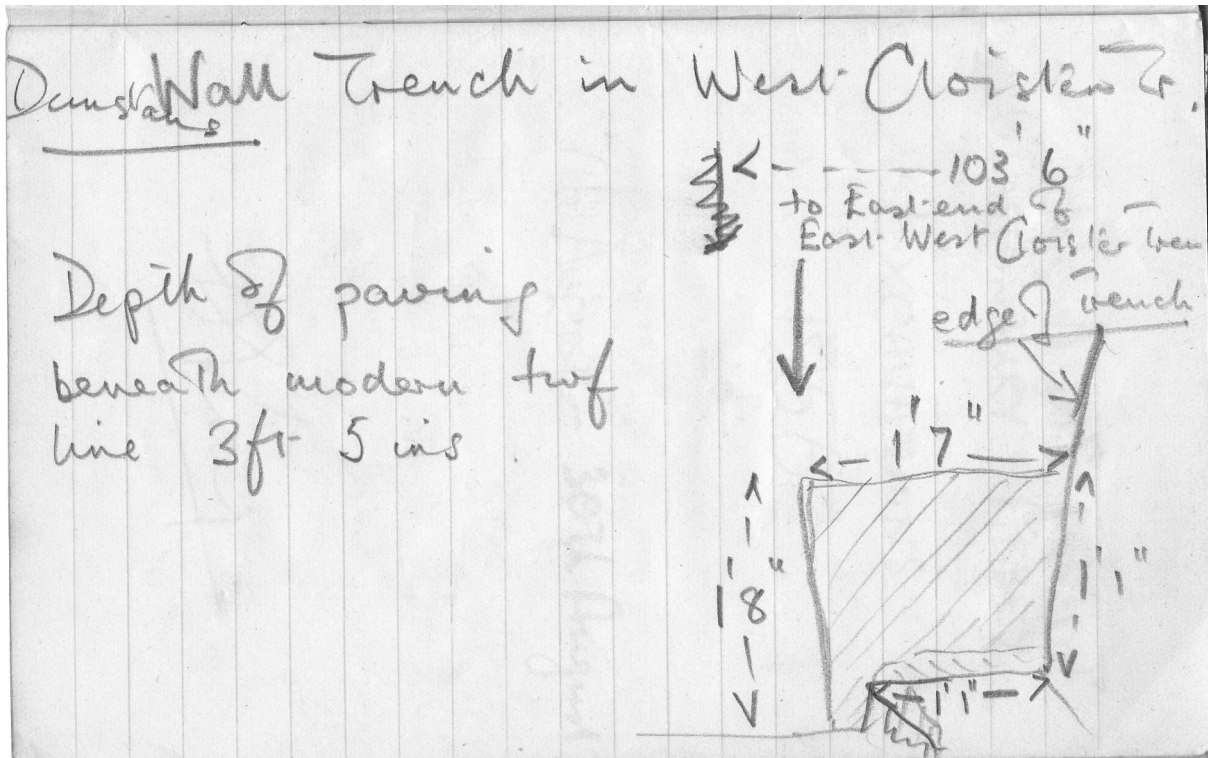 Dunstans Wall Trench in West Cloister Tr.
103' 6"
to East end of
East West Cloister Tren
edge of Trench
Depth of paving
beneath modern turf
line 3ft 5 ins
1' 7"
1' 8"
1' 1"
1' 1"